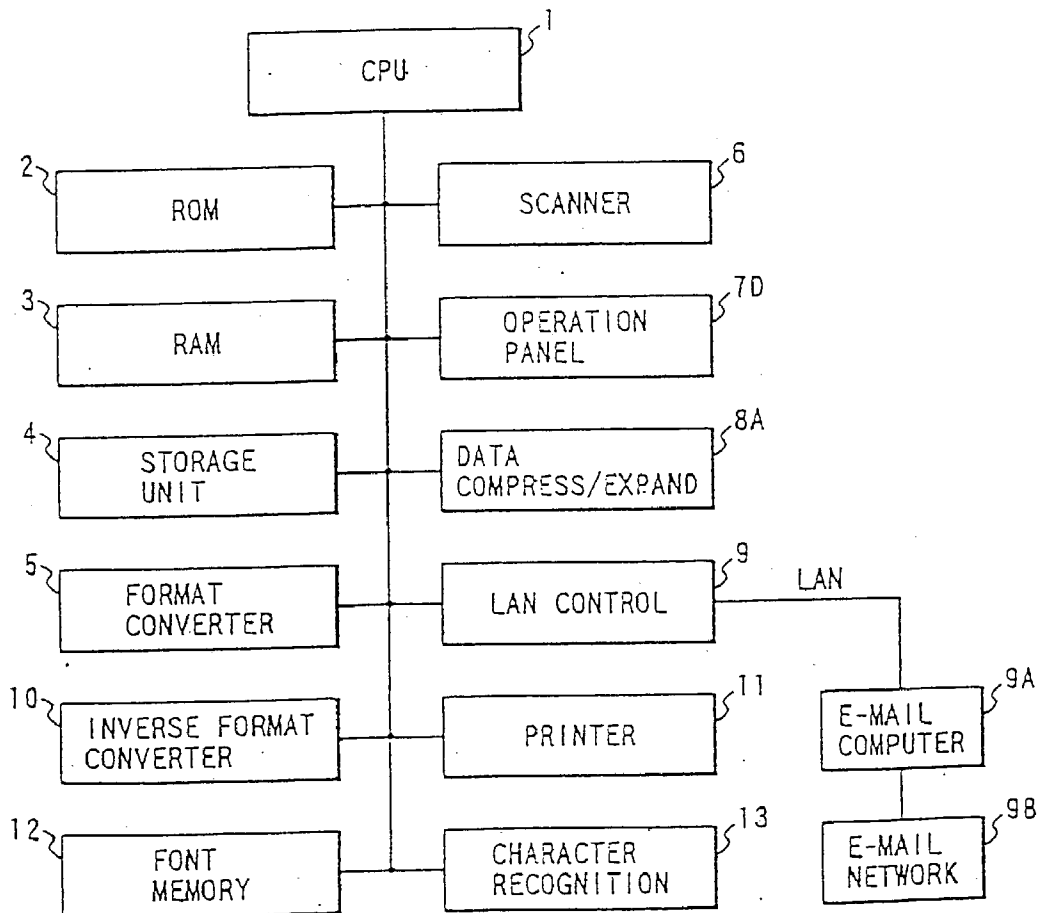 1
CPU
2
ROM
6
SCANNER
3
RAM
7D
OPERATION
PANEL
4
STORAGE
UNIT
8A
DATA
COMPRESS/EXPAND
5
FORMAT
CONVERTER
9
LAN CONTROL
LAN
10
INVERSE FORMAT
CONVERTER
11
PRINTER
9A
E-MAIL
COMPUTER
12
FONT
MEMORY
13
CHARACTER
RECOGNITION
9B
E-MAIL
NETWORK